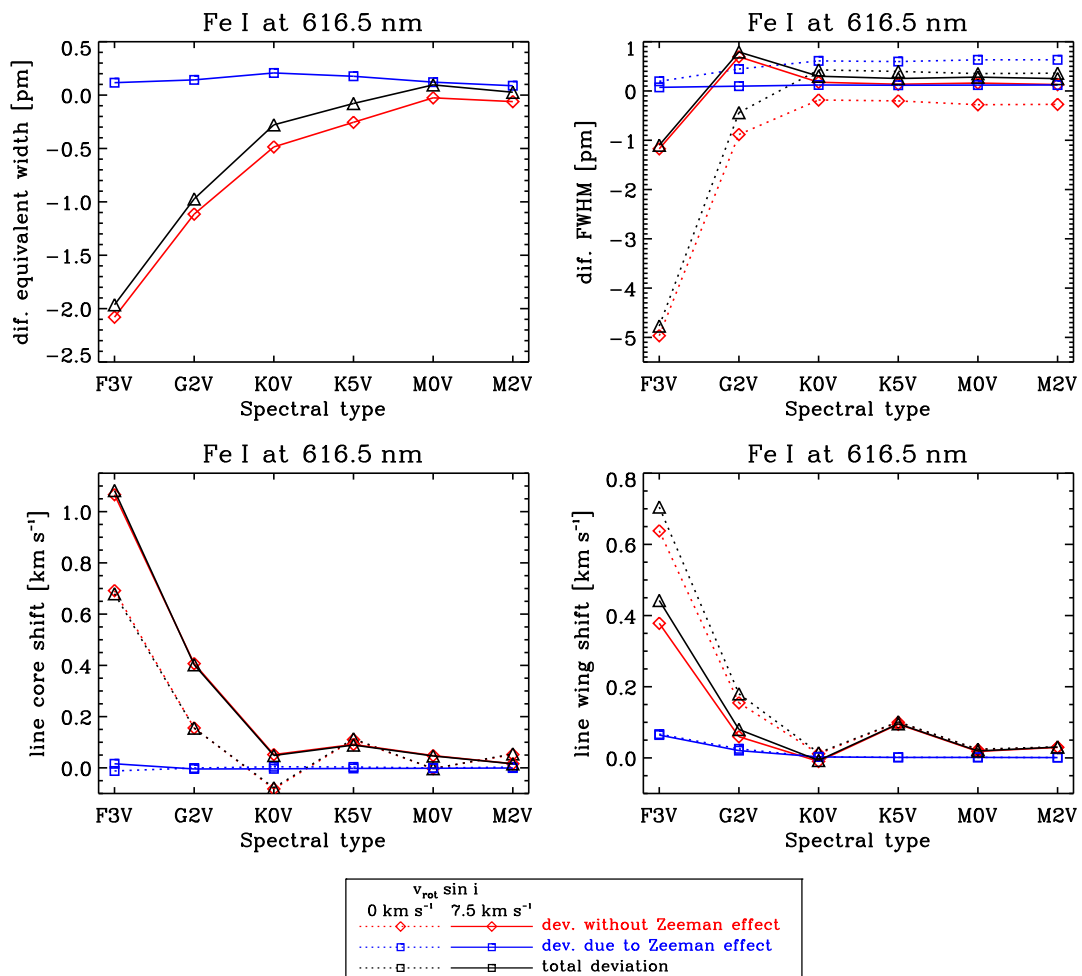 Fe I at 616.5 nm
dif. equivalent width [pm]
0.5
0.0
−0.5
−1.0
−1.5
−2.0
−2.5
F3V G2V K0V K5V M0V M2V
Spectral type
Fe I at 616.5 nm
dif. FWHM [pm]
1
0
−1
−2
−3
−4
−5
F3V G2V K0V K5V M0V M2V
Spectral type
Fe I at 616.5 nm
line core shift [km s⁻¹]
1.0
0.8
0.6
0.4
0.2
0.0
F3V G2V K0V K5V M0V M2V
Spectral type
Fe I at 616.5 nm
line wing shift [km s⁻¹]
0.8
0.6
0.4
0.2
0.0
F3V G2V K0V K5V M0V M2V
Spectral type
v_rot sin i
0 km s⁻¹ 7.5 km s⁻¹
dev. without Zeeman effect
dev. due to Zeeman effect
total deviation